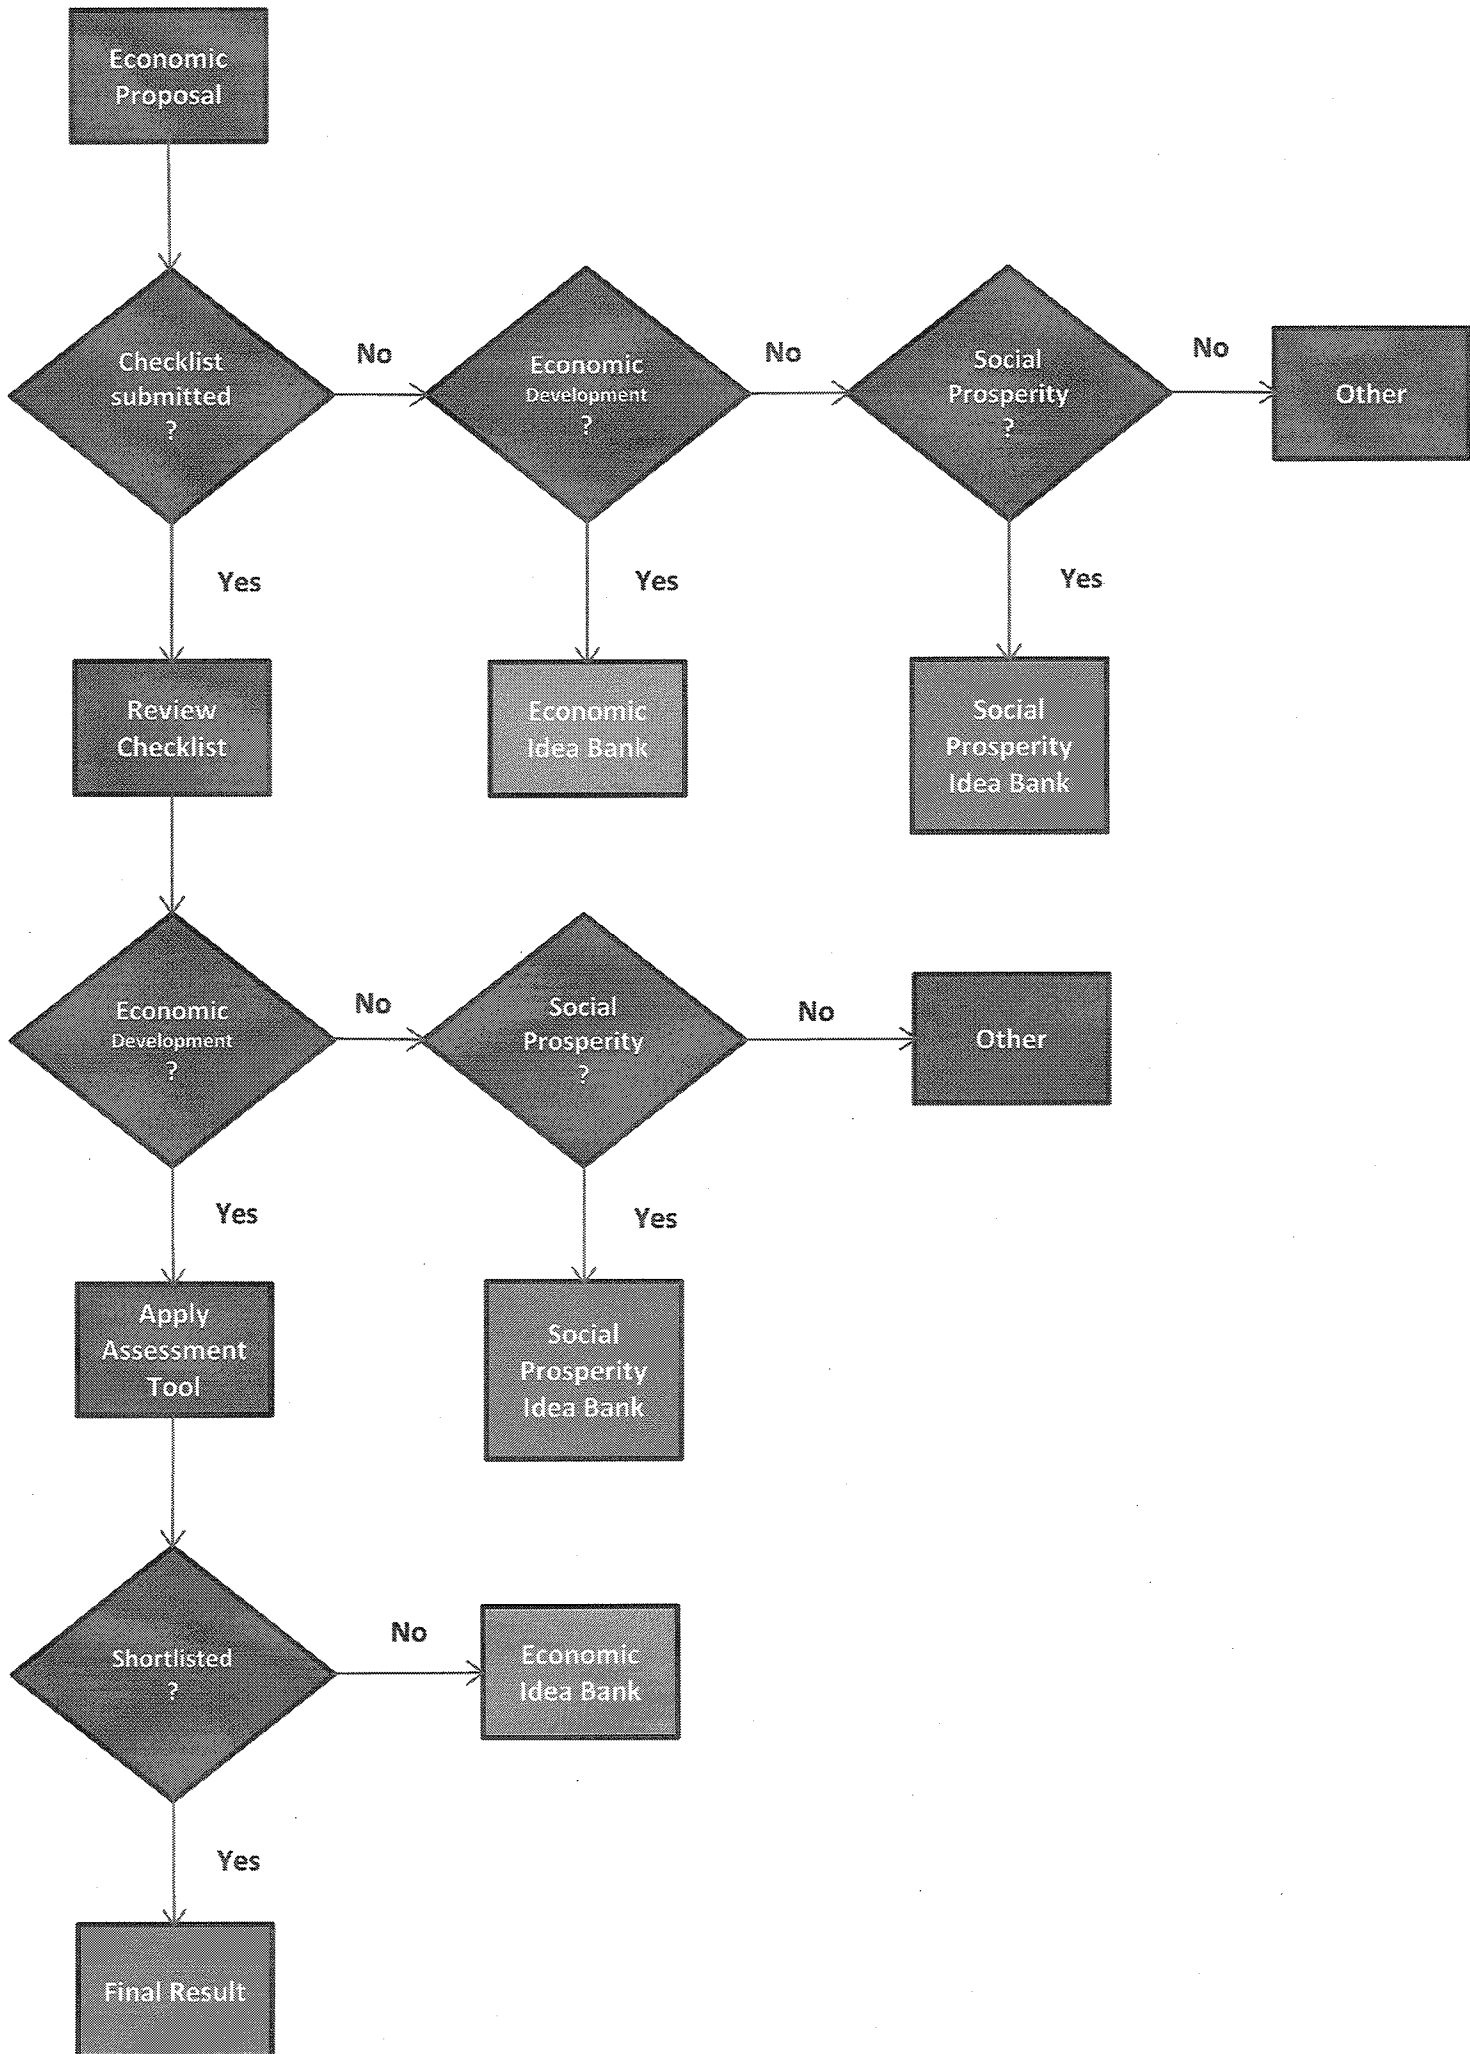 Economic
Proposal
Checklist
submitted
?
No
Economic
Development
?
No
Social
Prosperity
?
No
Other
Yes
Yes
Yes
Review
Checklist
Economic
Idea Bank
Social
Prosperity
Idea Bank
Economic
Development
?
No
Social
Prosperity
?
No
Other
Yes
Yes
Apply
Assessment
Tool
Social
Prosperity
Idea Bank
Shortlisted
?
No
Economic
Idea Bank
Yes
Final Result